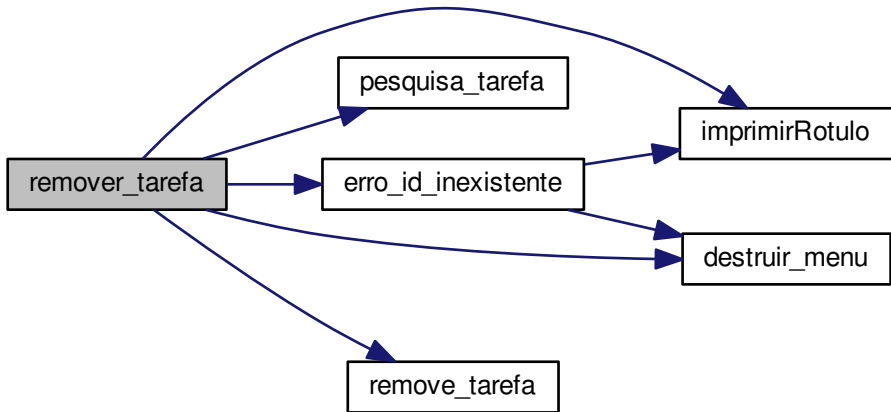 pesquisa_tarefa
imprimirRotulo
remover_tarefa
erro_id_inexistente
destruir_menu
remove_tarefa